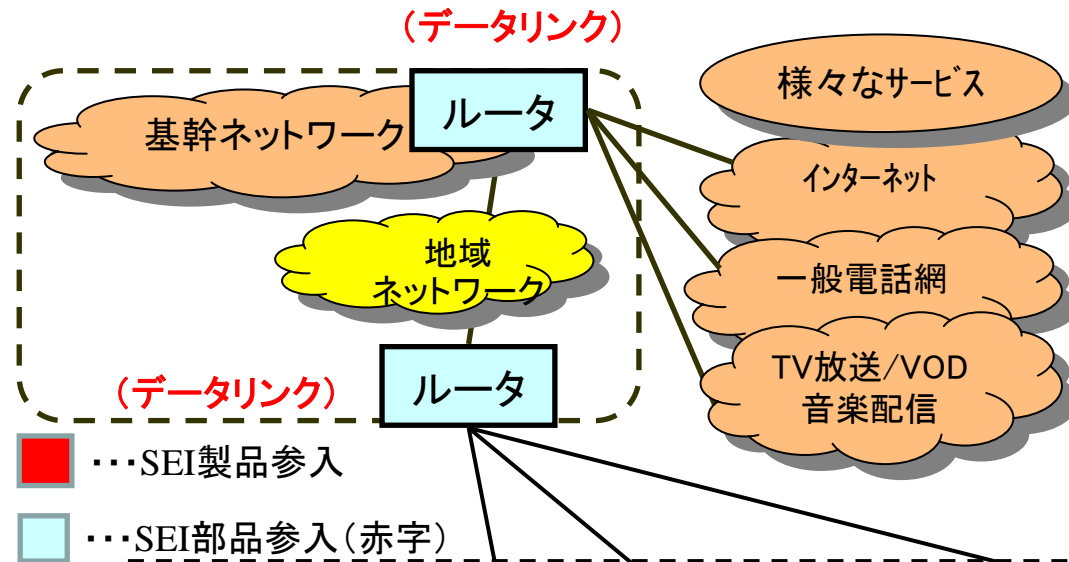 （データリンク）
ルータ
基幹ネットワーク
様々なサービス
インターネット
地域
ネットワーク
一般電話網
TV放送/VOD
音楽配信
ルータ
（データリンク）
・・・SEI製品参入
・・・SEI部品参入（赤字）